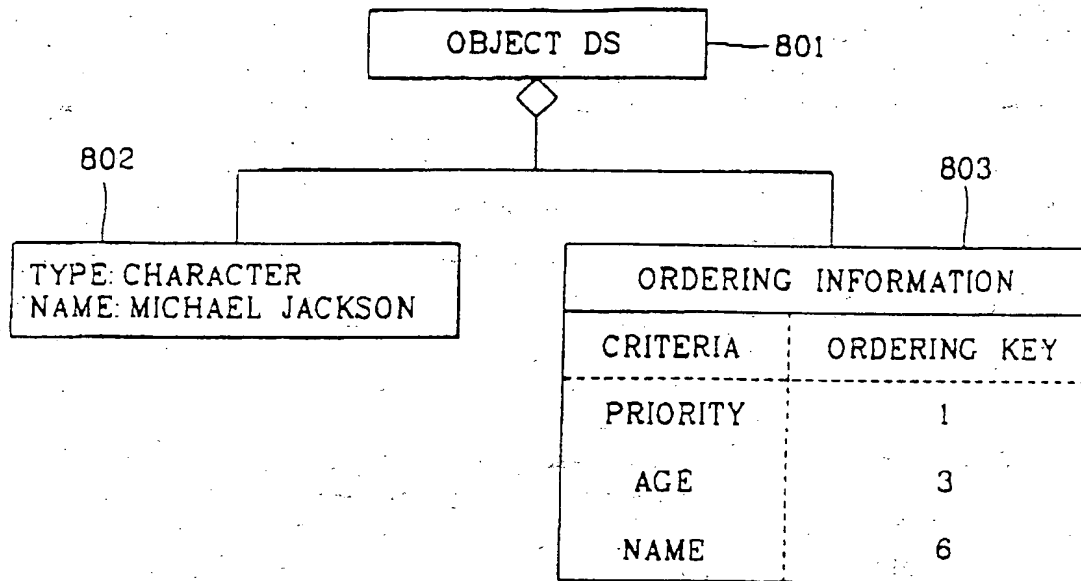 OBJECT DS
801
802
803
TYPE: CHARACTER
NAME: MICHAEL JACKSON
ORDERING INFORMATION
CRITERIA ORDERING KEY
PRIORITY 1
AGE 3
NAME 6